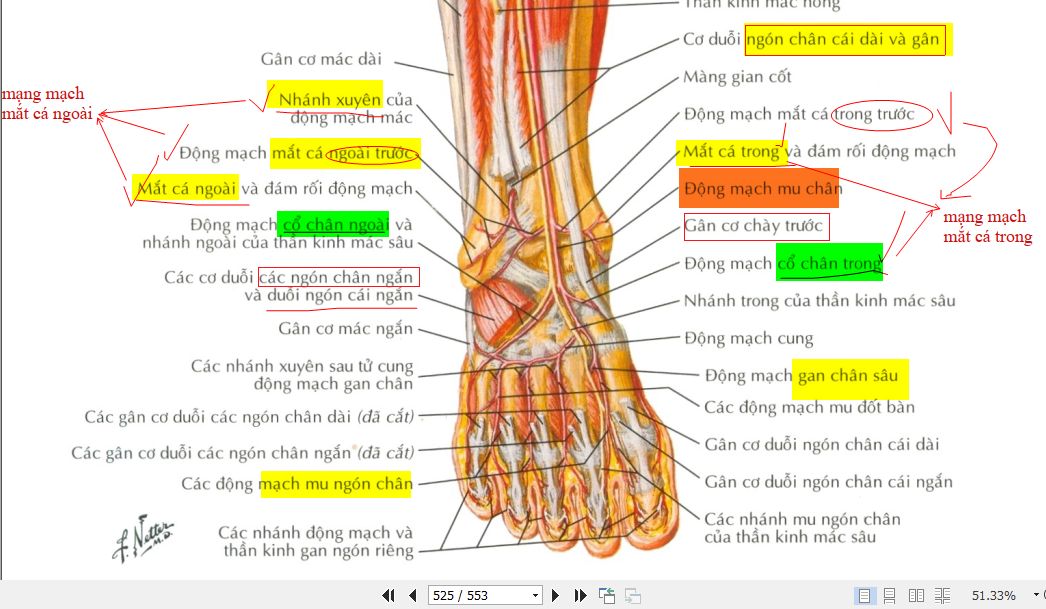 Thần kinh mác nông
Cơ duỗi ngón chân cái dài và gân
Gân cơ mác dài
Màng gian cốt
mạng mạch
mắt cá ngoài
Nhánh xuyên của
động mạch mác
Động mạch mắt cá trong trước
Động mạch mắt cá ngoài trước
Mắt cá trong và đám rối động mạch
Mắt cá ngoài và đám rối động mạch
Động mạch mu chân
mạng mạch
mắt cá trong
Động mạch cổ chân ngoài và
nhánh ngoài của thần kinh mác sâu
Gân cơ chày trước
Các cơ duỗi các ngón chân ngắn
và duỗi ngón cái ngắn
Động mạch cổ chân trong
Nhánh trong của thần kinh mác sâu
Gân cơ mác ngắn
Động mạch cung
Các nhánh xuyên sau tử cung
động mạch gan chân
Động mạch gan chân sâu
Các động mạch mu đốt bàn
Các gân cơ duỗi các ngón chân dài (đã cắt)
Gân cơ duỗi ngón chân cái dài
Các gân cơ duỗi các ngón chân ngắn (đã cắt)
Gân cơ duỗi ngón chân cái ngắn
Các động mạch mu ngón chân
Các nhánh mu ngón chân
của thần kinh mác sâu
Các nhánh động mạch và
thần kinh gan ngón riêng
F. Netter
M.D.
525 / 553
51.33%